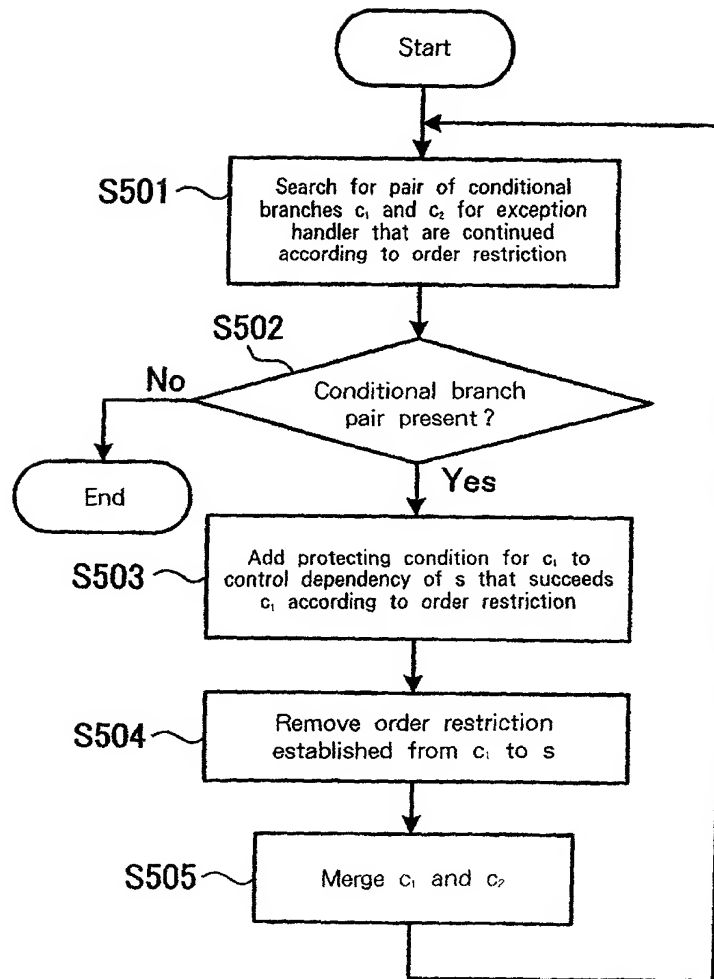 Start
S501
Search for pair of conditional
branches c₁ and c₂ for exception
handler that are continued
according to order restriction
S502
Conditional branch
pair present?
No
End
Yes
S503
Add protecting condition for c₁ to
control dependency of s that succeeds
c₁ according to order restriction
S504
Remove order restriction
established from c₁ to s
S505
Merge c₁ and c₂